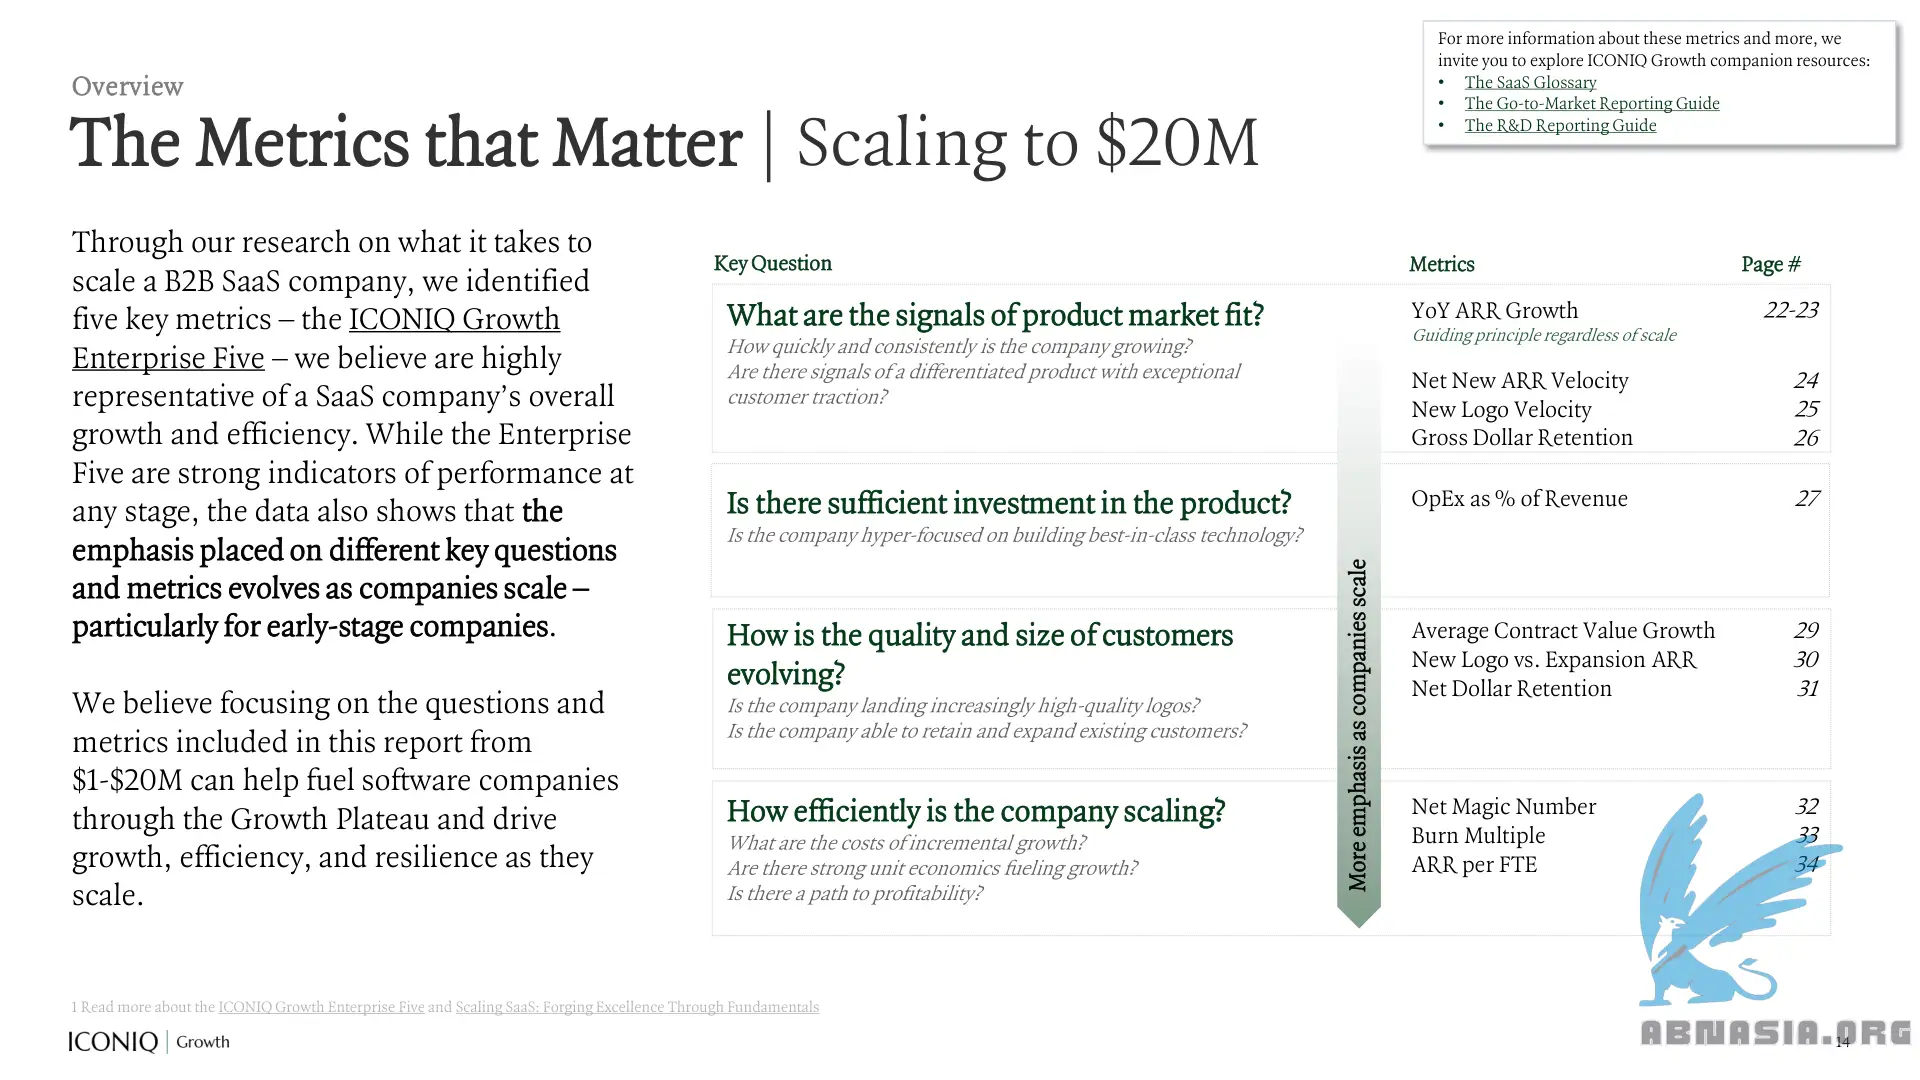 For more information about these metrics and more, we
invite you to explore ICONIQ Growth companion resources:
• The SaaS Glossary
• The Go-to-Market Reporting Guide
• The R&D Reporting Guide
Overview
The Metrics that Matter | Scaling to $20M
Through our research on what it takes to
scale a B2B SaaS company, we identified
five key metrics – the ICONIQ Growth
Enterprise Five – we believe are highly
representative of a SaaS company's overall
growth and efficiency. While the Enterprise
Five are strong indicators of performance at
any stage, the data also shows that the
emphasis placed on different key questions
and metrics evolves as companies scale –
particularly for early-stage companies.
We believe focusing on the questions and
metrics included in this report from
$1-$20M can help fuel software companies
through the Growth Plateau and drive
growth, efficiency, and resilience as they
scale.
Key Question Metrics Page #
What are the signals of product market fit?
How quickly and consistently is the company growing?
Are there signals of a differentiated product with exceptional
customer traction?
YoY ARR Growth 22-23
Guiding principle regardless of scale
Net New ARR Velocity 24
New Logo Velocity 25
Gross Dollar Retention 26
Is there sufficient investment in the product?
Is the company hyper-focused on building best-in-class technology?
OpEx as % of Revenue 27
How is the quality and size of customers
evolving?
Is the company landing increasingly high-quality logos?
Is the company able to retain and expand existing customers?
Average Contract Value Growth 29
New Logo vs. Expansion ARR 30
Net Dollar Retention 31
How efficiently is the company scaling?
What are the costs of incremental growth?
Are there strong unit economics fueling growth?
Is there a path to profitability?
Net Magic Number 32
Burn Multiple 33
ARR per FTE 34
More emphasis as companies scale
1 Read more about the ICONIQ Growth Enterprise Five and Scaling SaaS: Forging Excellence Through Fundamentals
ICONIQ | Growth
ABNASIA.ORG
14